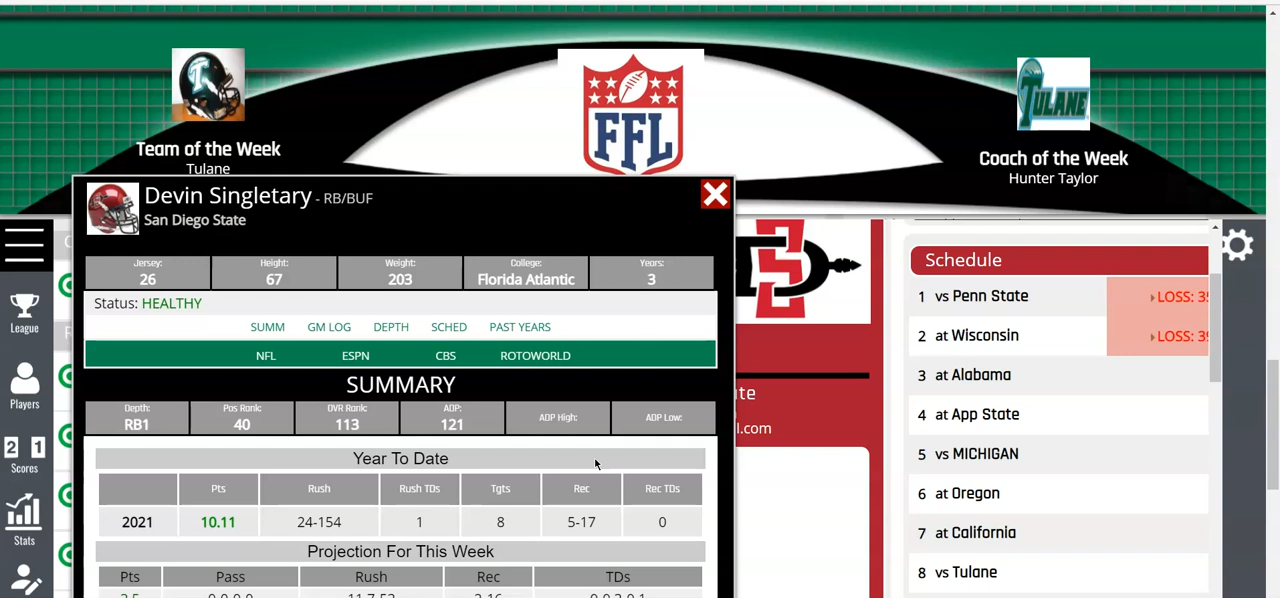 Team of the Week
Tulane
FFL
TULANE
Coach of the Week
Hunter Taylor
Devin Singletary - RB/BUF
San Diego State
Jersey: 26
Height: 67
Weight: 203
College: Florida Atlantic
Years: 3
Status: HEALTHY
SUMM GM LOG DEPTH SCHED PAST YEARS
NFL ESPN CBS ROTOWORLD
SUMMARY
Depth: RB1
Pos Rank: 40
OVR Rank: 113
ADP: 121
ADP High:
ADP Low:
Year To Date
Pts Rush Rush TDs Tgts Rec Rec TDs
2021 10.11 24-154 1 8 5-17 0
Projection For This Week
Pts Pass Rush Rec TDs
League
Players
2 1
Scores
Stats
te
l.com
Schedule
1 vs Penn State LOSS: 35
2 at Wisconsin LOSS: 39
3 at Alabama
4 at App State
5 vs MICHIGAN
6 at Oregon
7 at California
8 vs Tulane